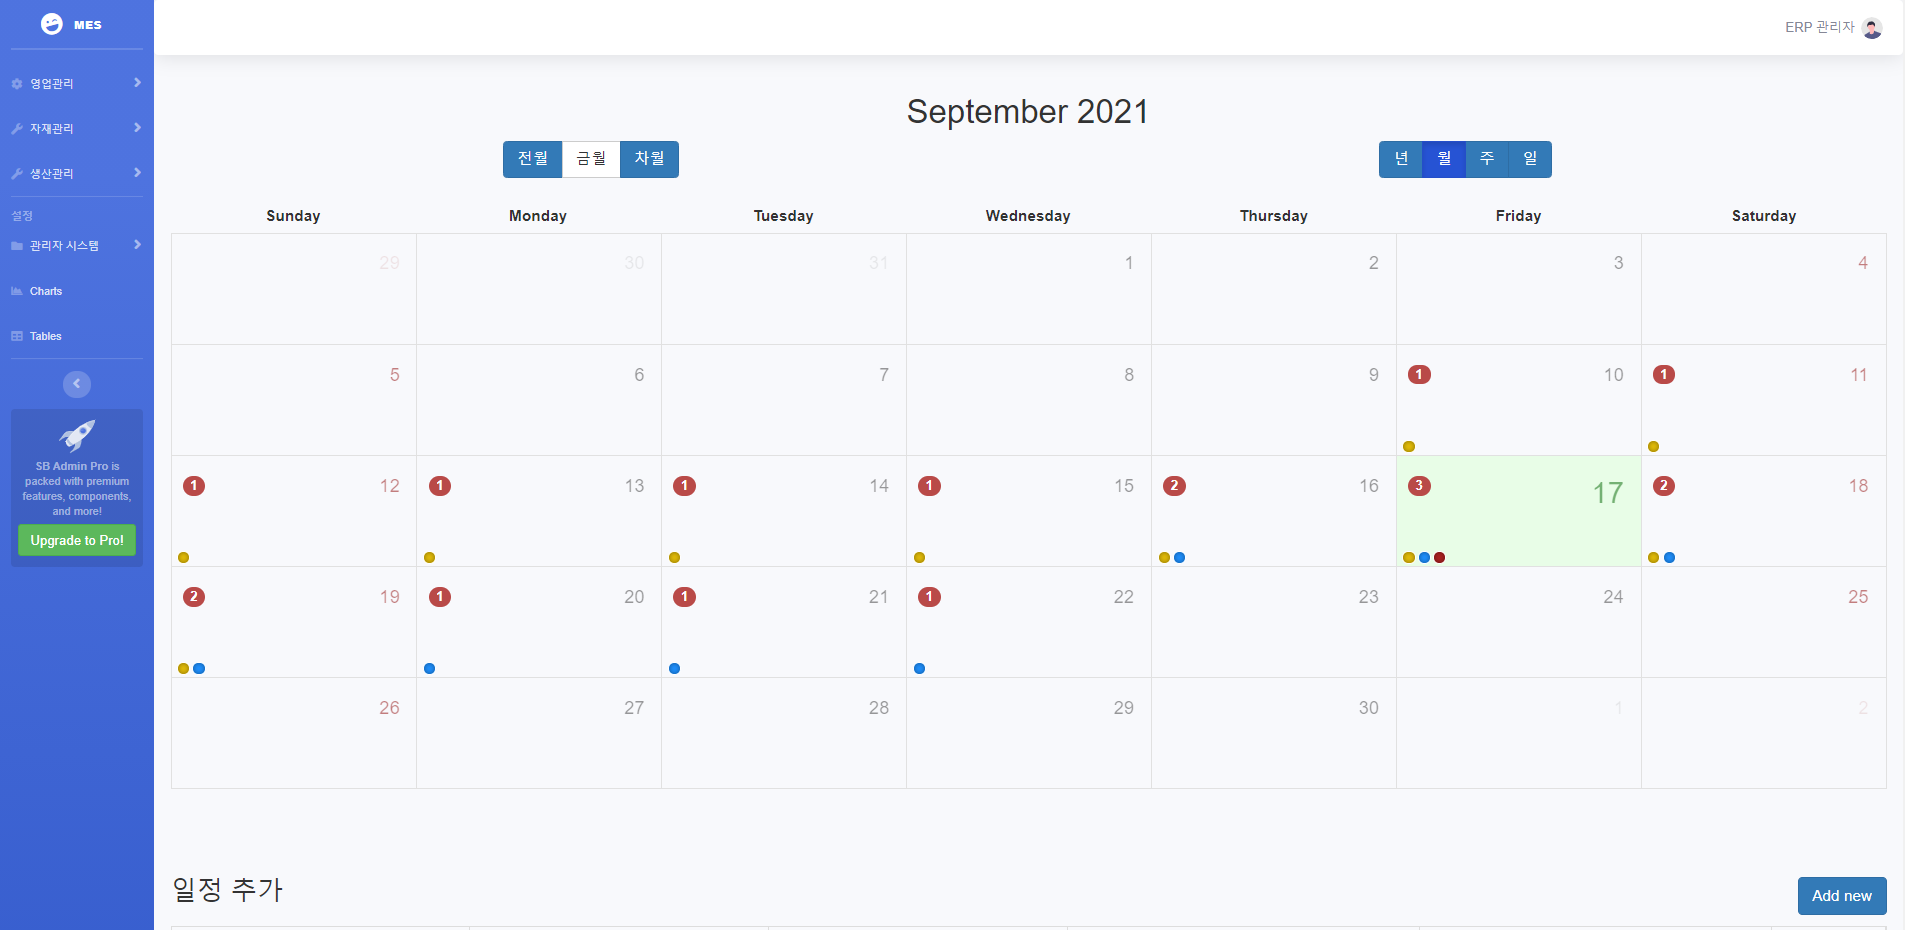 MES
영업관리
자재관리
생산관리
설정
관리자 시스템
Charts
Tables
SB Admin Pro is
packed with premium
features, components,
and more!
Upgrade to Pro!
ERP 관리자
September 2021
전월 금월 차월
년 월 주 일
Sunday Monday Tuesday Wednesday Thursday Friday Saturday
29 30 31 1 2 3 4
5 6 7 8 9 1 10 1 11
1 12 1 13 1 14 1 15 2 16 3 17 2 18
2 19 1 20 1 21 1 22 23 24 25
26 27 28 29 30 1 2
일정 추가
Add new